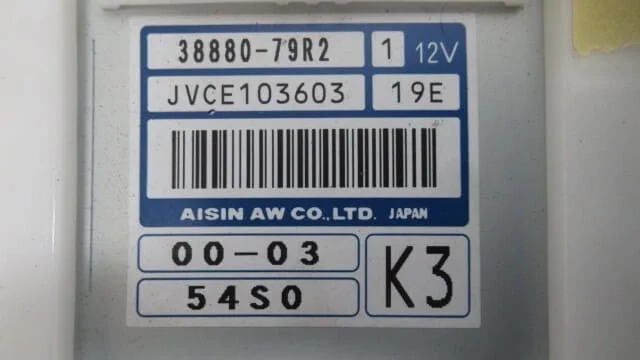 38880-79R2 1 12V
JVCE103603 19E
AISIN AW CO.,LTD. JAPAN
00-03
54S0
K3